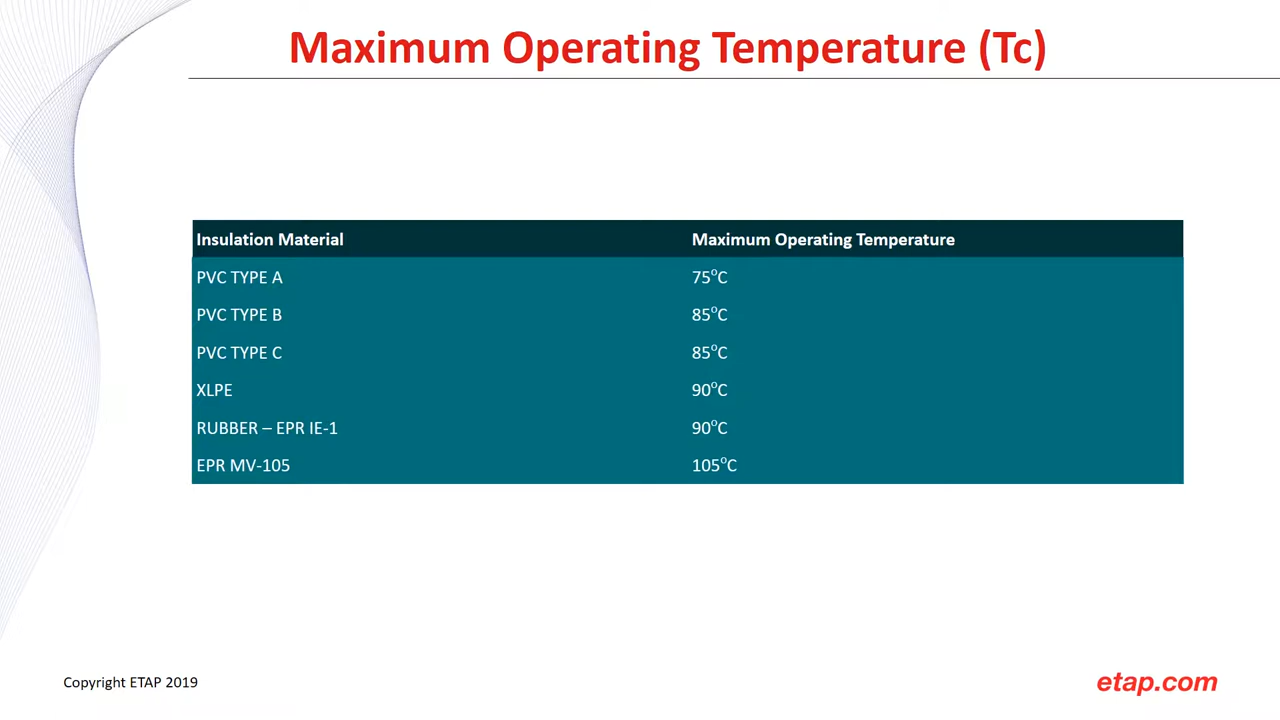 Maximum Operating Temperature (Tc)
Insulation Material Maximum Operating Temperature
PVC TYPE A 75°C
PVC TYPE B 85°C
PVC TYPE C 85°C
XLPE 90°C
RUBBER – EPR IE-1 90°C
EPR MV-105 105°C
Copyright ETAP 2019 etap.com